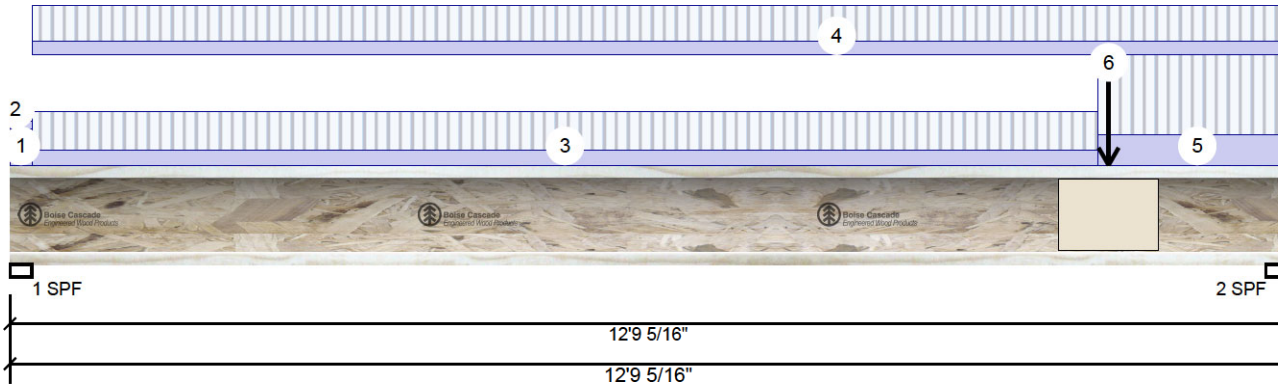 4
6
2
1
3
5
Boise Cascade
Engineered Wood Products
Boise Cascade
Engineered Wood Products
Boise Cascade
Engineered Wood Products
1 SPF
2 SPF
12'9 5/16"
12'9 5/16"